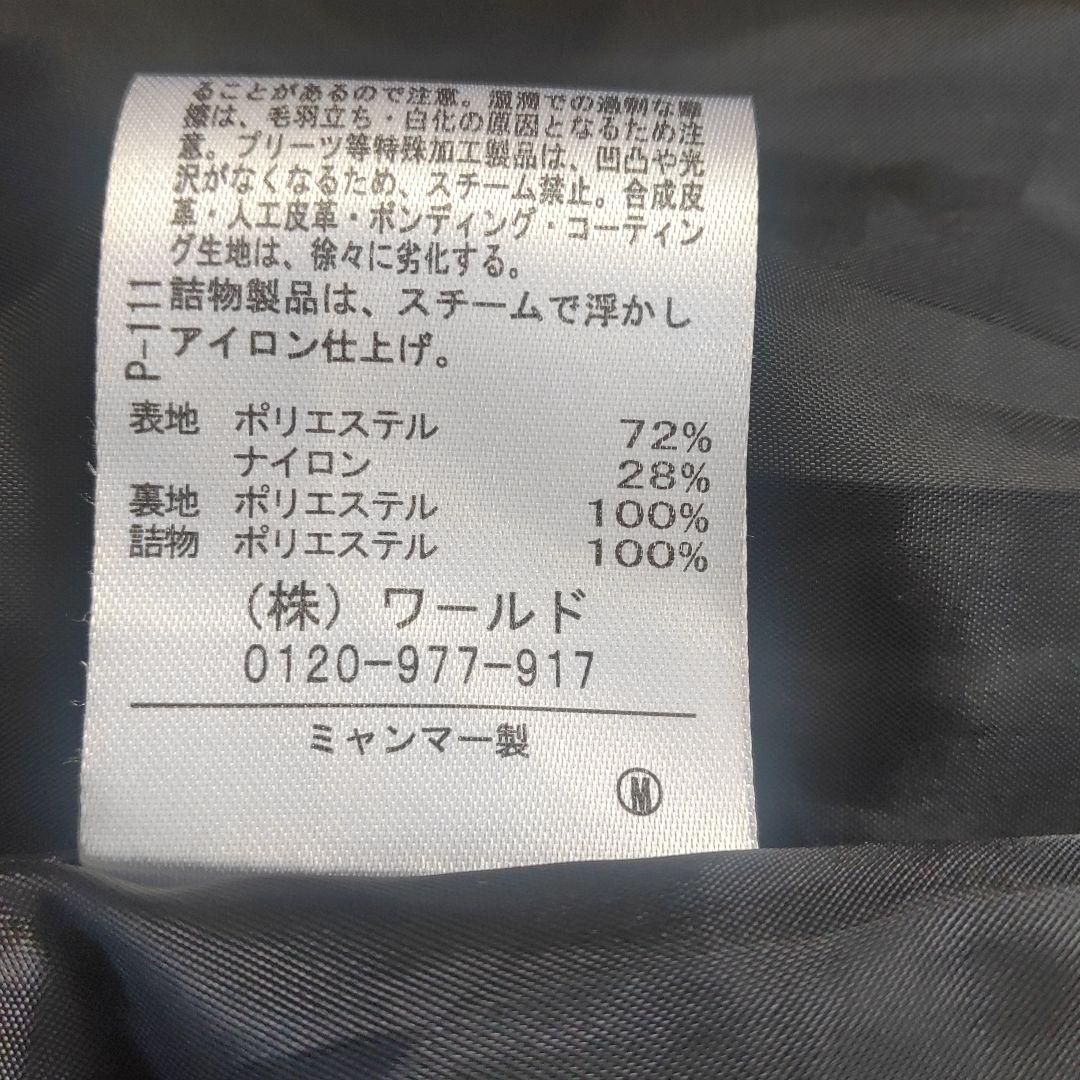 ることがあるので注意。湿潤での過剰な摩
擦は、毛羽立ち・白化の原因となるため注
意。プリーツ等特殊加工製品は、凹凸や光
沢がなくなるため、スチーム禁止。合成皮
革・人工皮革・ボンディング・コーティン
グ生地は、徐々に劣化する。
P-111
詰物製品は、スチームで浮かし
アイロン仕上げ。
表地 ポリエステル 72%
ナイロン 28%
裏地 ポリエステル 100%
詰物 ポリエステル 100%
(株) ワールド
0120-977-917
ミャンマー製
Ⓜ